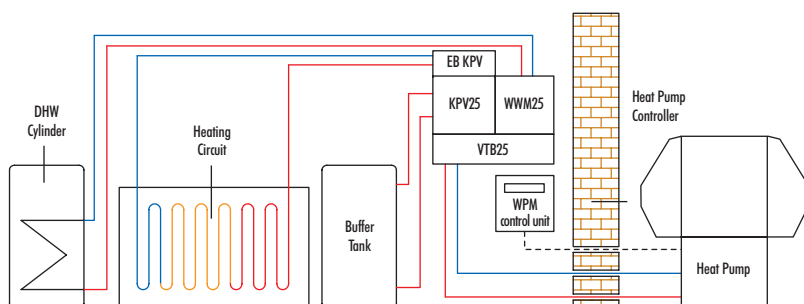 DHW
Cylinder
Heating
Circuit
EB KPV
KPV25
WWM25
VTB25
Heat Pump
Controller
Buffer
Tank
WPM
control unit
Heat Pump